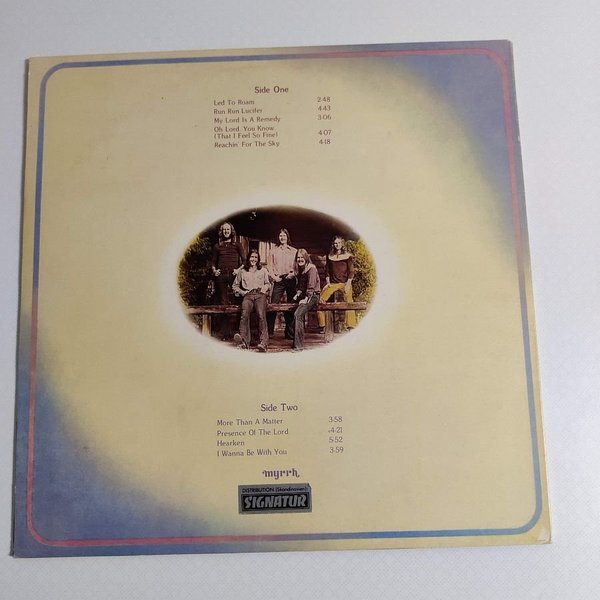 Side One
Led To Roam 2:48
Run Run Lucifer 4:43
My Lord Is A Remedy 3:06
Oh Lord, You Know
(That I Feel So Fine) 4:07
Reachin' For The Sky 4:18
Side Two
More Than A Matter 3:58
Presence Of The Lord 4:21
Hearken 5:52
I Wanna Be With You 3:59
myrrh
DISTRIBUTION (Skandinavien)
SIGNATUR